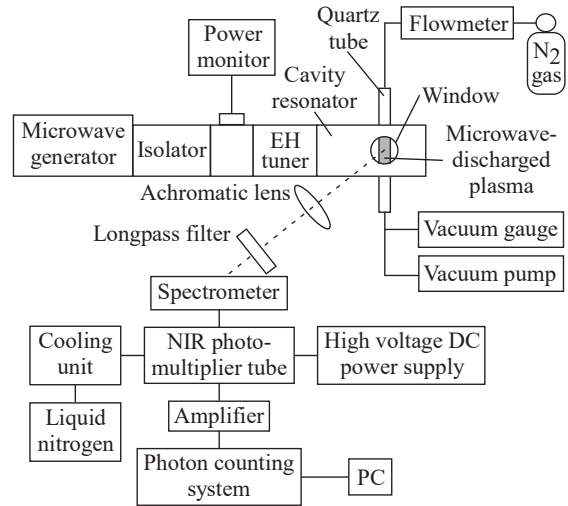 Power
monitor
Quartz
tube
Flowmeter
N2
gas
Cavity
resonator
Window
Microwave
generator
Isolator
EH
tuner
Microwave-
discharged
plasma
Achromatic lens
Longpass filter
Vacuum gauge
Vacuum pump
Spectrometer
Cooling
unit
NIR photo-
multiplier tube
High voltage DC
power supply
Liquid
nitrogen
Amplifier
Photon counting
system
PC